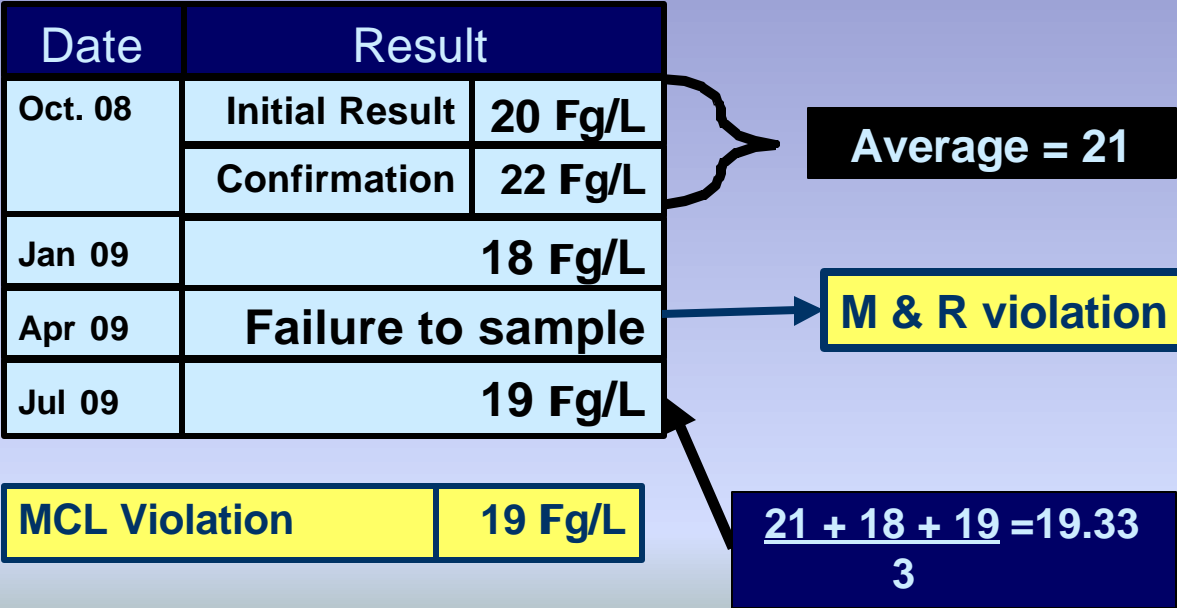 Date Result
Oct. 08 Initial Result 20 Fg/L
Confirmation 22 Fg/L
Average = 21
Jan 09 18 Fg/L
Apr 09 Failure to sample
M & R violation
Jul 09 19 Fg/L
MCL Violation 19 Fg/L
21 + 18 + 19 =19.33
3